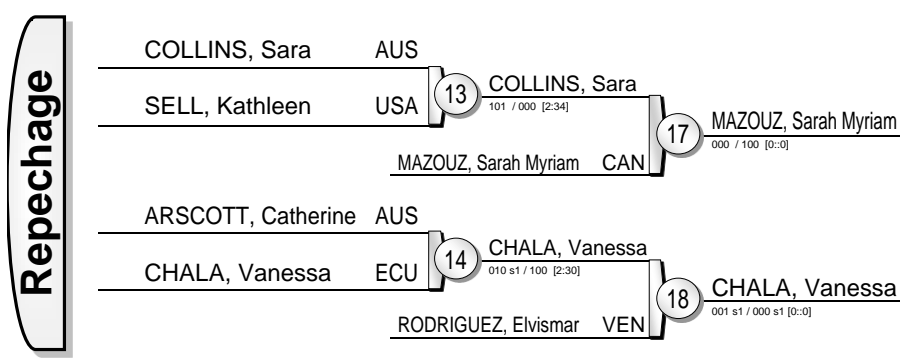 Repechage
COLLINS, Sara AUS
SELL, Kathleen USA
13
COLLINS, Sara
101 / 000 [2:34]
MAZOUZ, Sarah Myriam CAN
17
MAZOUZ, Sarah Myriam
000 / 100 [0::0]
ARSCOTT, Catherine AUS
CHALA, Vanessa ECU
14
CHALA, Vanessa
010 s1 / 100 [2:30]
RODRIGUEZ, Elvismar VEN
18
CHALA, Vanessa
001 s1 / 000 s1 [0::0]